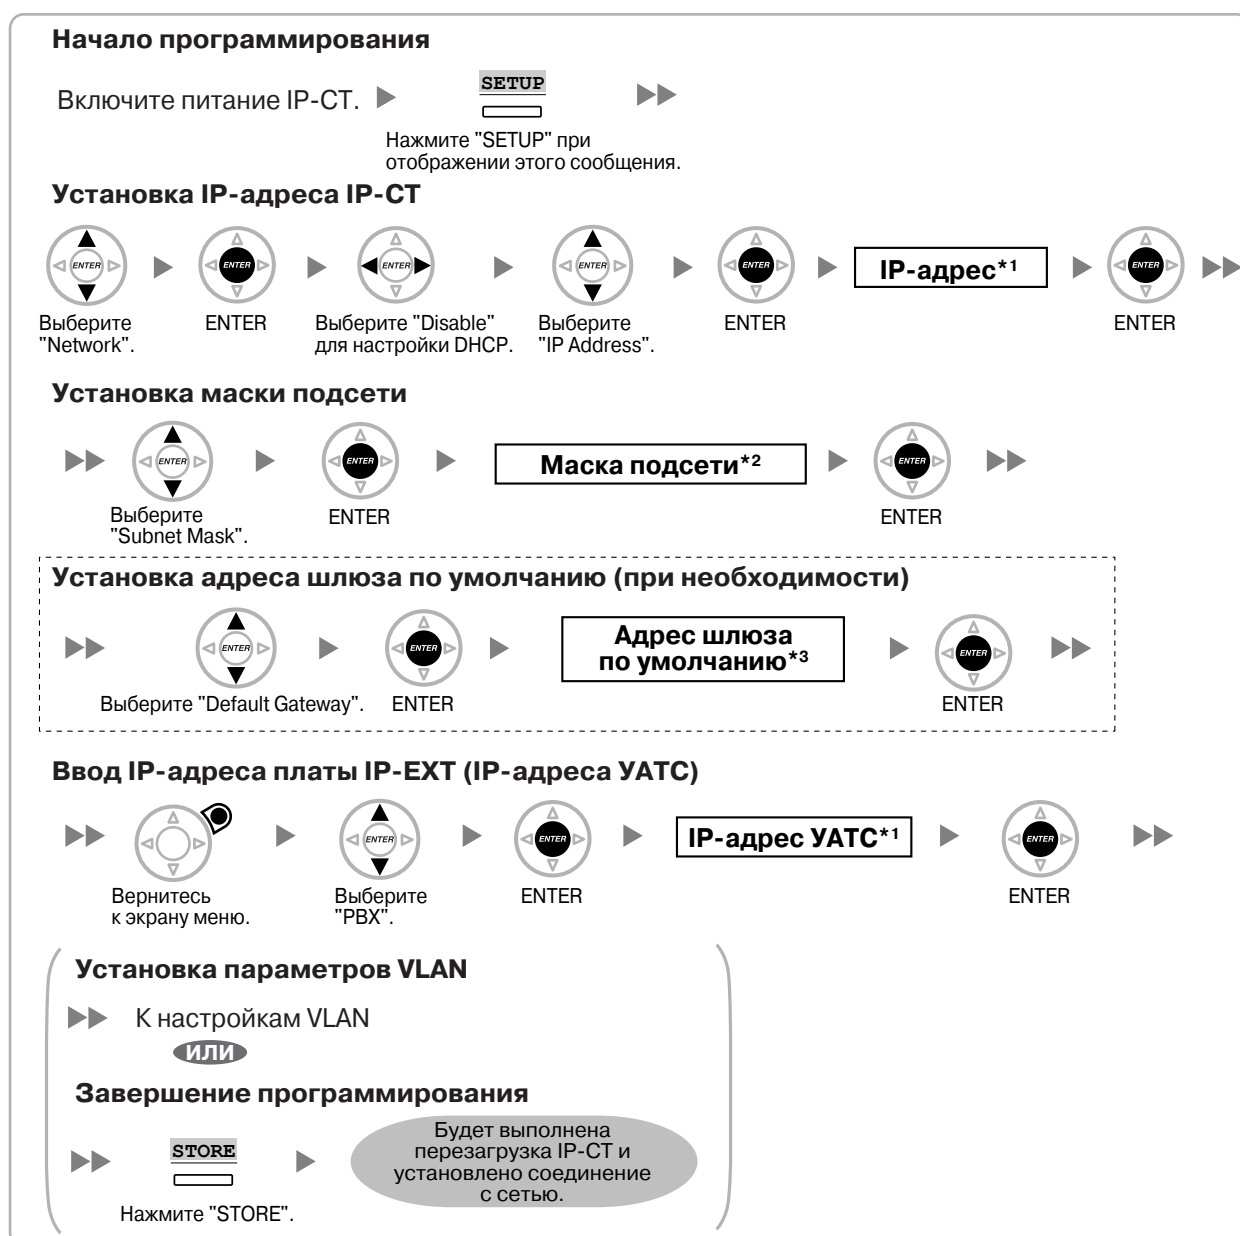 Начало программирования
Включите питание IP-СТ.
SETUP
Нажмите "SETUP" при
отображении этого сообщения.
Установка IP-адреса IP-СТ
ENTER ENTER ENTER ENTER ENTER ENTER
IP-адрес*1
Выберите
"Network".
ENTER
Выберите "Disable"
для настройки DHCP.
Выберите
"IP Address".
ENTER
ENTER
Установка маски подсети
ENTER ENTER ENTER
Маска подсети*2
Выберите
"Subnet Mask".
ENTER
ENTER
Установка адреса шлюза по умолчанию (при необходимости)
ENTER ENTER ENTER
Адрес шлюза
по умолчанию*3
Выберите "Default Gateway".
ENTER
ENTER
Ввод IP-адреса платы IP-EXT (IP-адреса УАТС)
ENTER ENTER ENTER
IP-адрес УАТС*1
Вернитесь
к экрану меню.
Выберите
"PBX".
ENTER
ENTER
Установка параметров VLAN
К настройкам VLAN
ИЛИ
Завершение программирования
STORE
Нажмите "STORE".
Будет выполнена
перезагрузка IP-СТ и
установлено соединение
с сетью.